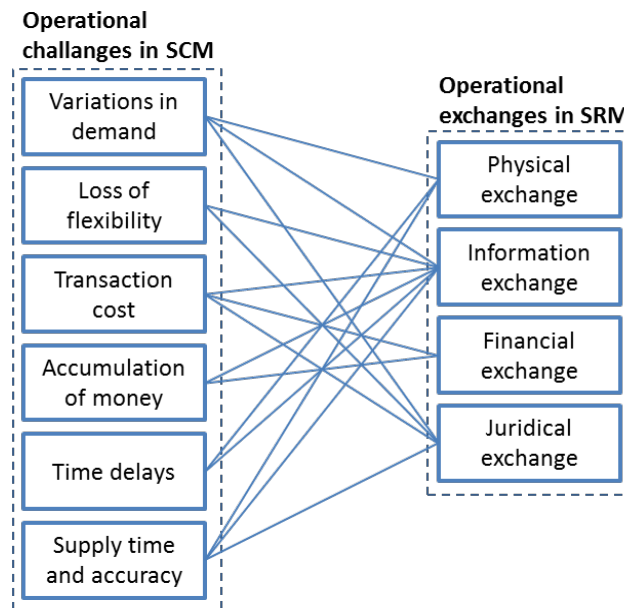 Operational
challanges in SCM
Variations in
demand
Loss of
flexibility
Transaction
cost
Accumulation
of money
Time delays
Supply time
and accuracy
Operational
exchanges in SRM
Physical
exchange
Information
exchange
Financial
exchange
Juridical
exchange